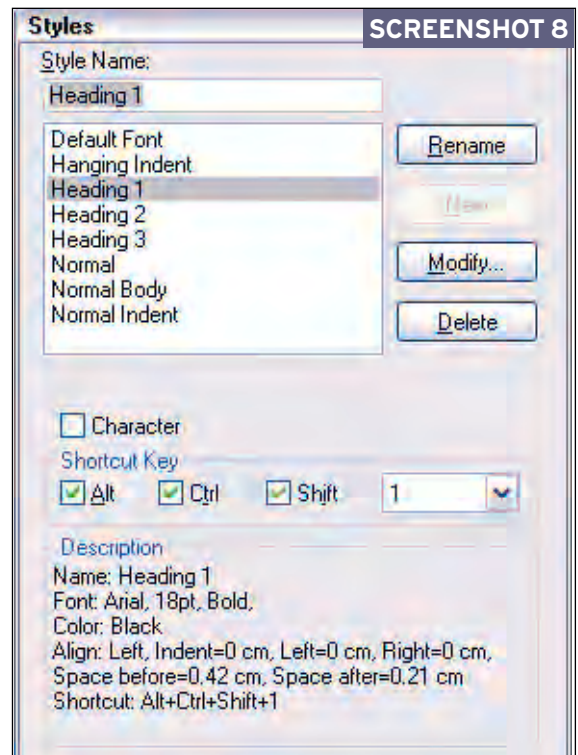 Styles
SCREENSHOT 8
Style Name:
Heading 1
Default Font
Hanging Indent
Heading 1
Heading 2
Heading 3
Normal
Normal Body
Normal Indent
Rename
New
Modify...
Delete
Character
Shortcut Key
Alt
Ctrl
Shift
1
Description
Name: Heading 1
Font: Arial, 18pt, Bold,
Color: Black
Align: Left, Indent=0 cm, Left=0 cm, Right=0 cm,
Space before=0.42 cm, Space after=0.21 cm
Shortcut: Alt+Ctrl+Shift+1